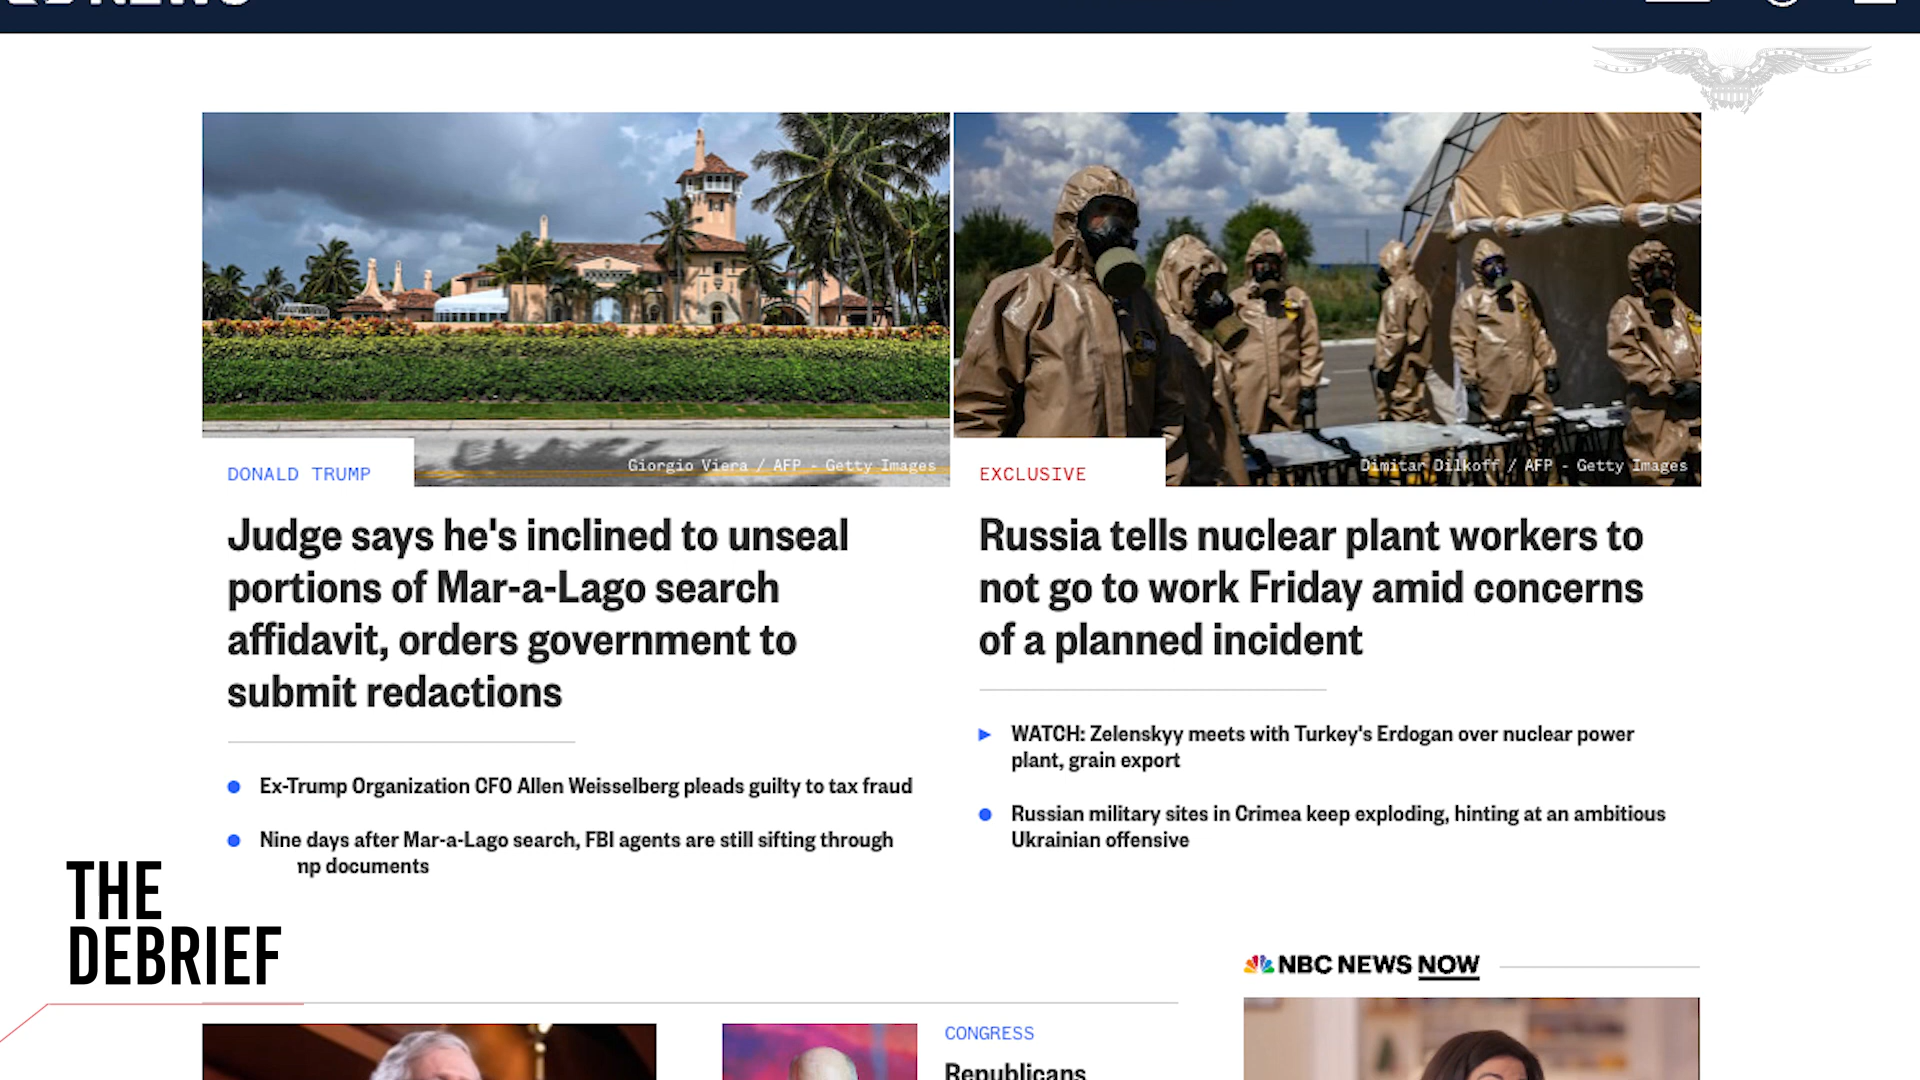 NEWS
DONALD TRUMP
Giorgio Viera / AFP - Getty Images
Judge says he's inclined to unseal
portions of Mar-a-Lago search
affidavit, orders government to
submit redactions
Ex-Trump Organization CFO Allen Weisselberg pleads guilty to tax fraud
Nine days after Mar-a-Lago search, FBI agents are still sifting through
np documents
EXCLUSIVE
Dimitar Dilkoff / AFP - Getty Images
Russia tells nuclear plant workers to
not go to work Friday amid concerns
of a planned incident
WATCH: Zelenskyy meets with Turkey's Erdogan over nuclear power
plant, grain export
Russian military sites in Crimea keep exploding, hinting at an ambitious
Ukrainian offensive
THE
DEBRIEF
NBC NEWS NOW
CONGRESS
Republicans